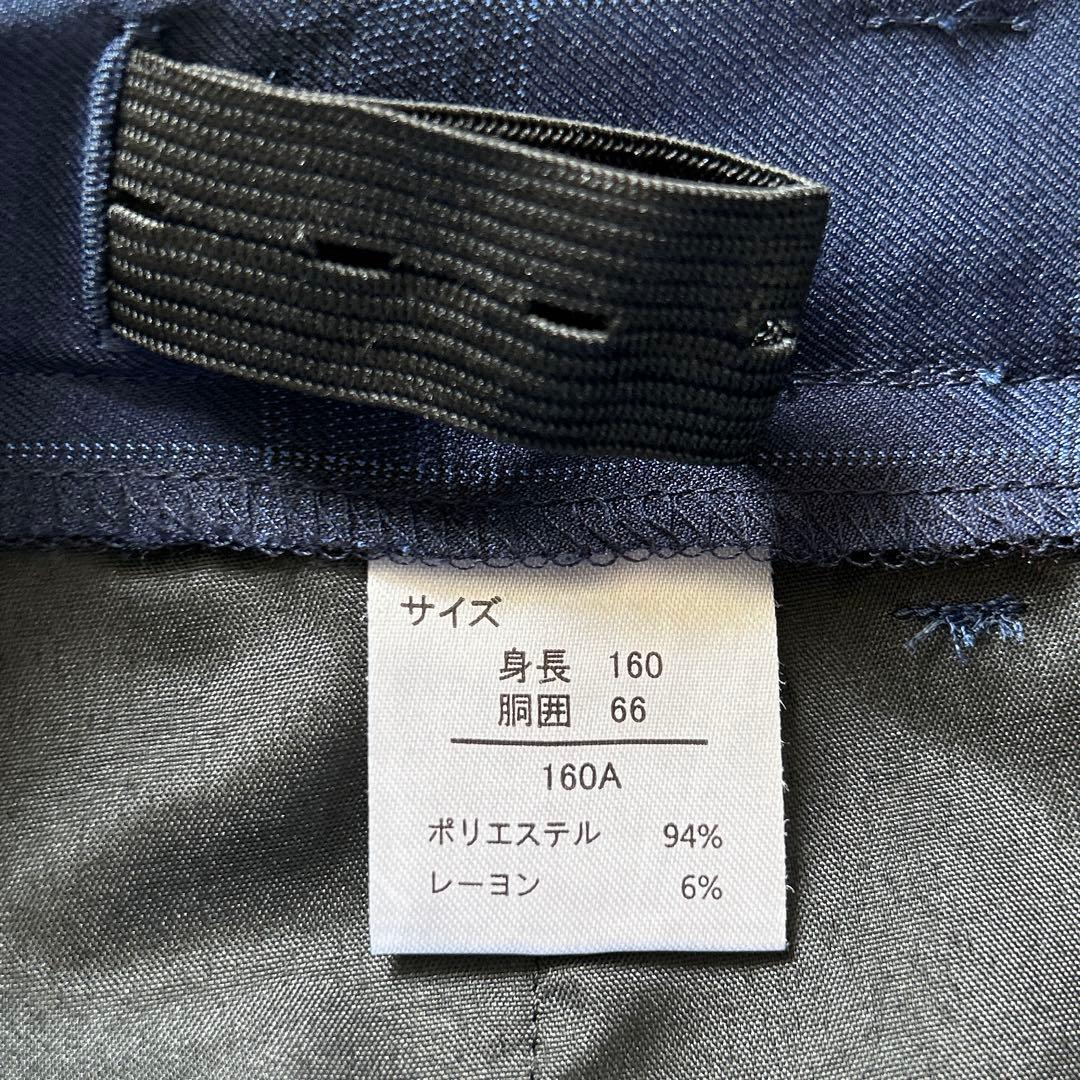 サイズ
身長 160
胴囲 66
160A
ポリエステル 94%
レーヨン 6%